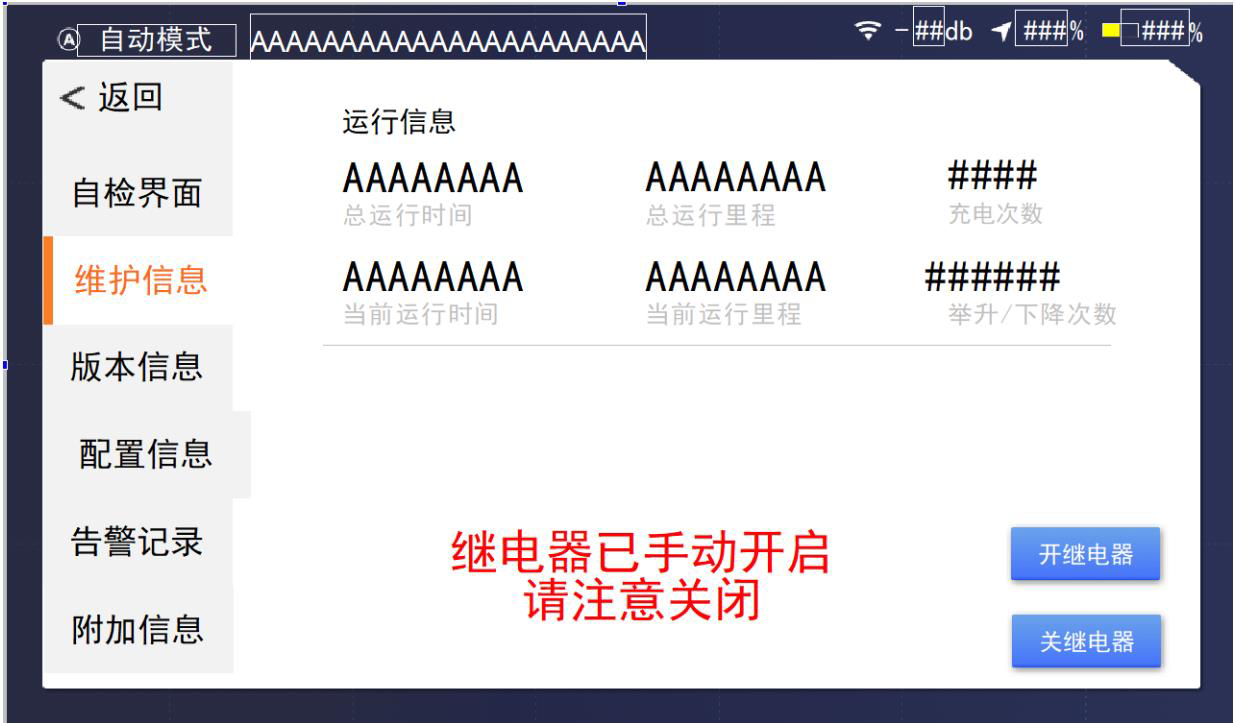 Ⓐ 自动模式 AAAAAAAAAAAAAAAAAAAAAA -##db ###% ###%
< 返回
自检界面
维护信息
版本信息
配置信息
告警记录
附加信息
运行信息
AAAAAAAA AAAAAAAA ####
总运行时间 总运行里程 充电次数
AAAAAAAA AAAAAAAA ######
当前运行时间 当前运行里程 举升/下降次数
继电器已手动开启
请注意关闭
开继电器
关继电器